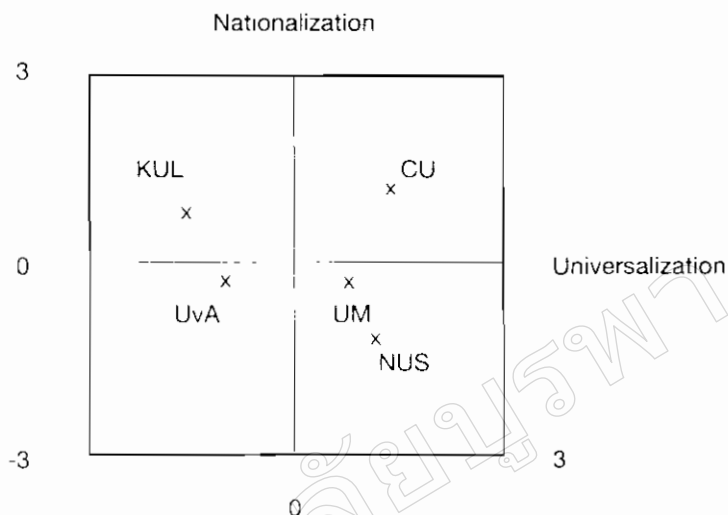 Nationalization
3
KUL
CU
0
Universalization
UvA
UM
NUS
-3
3
0